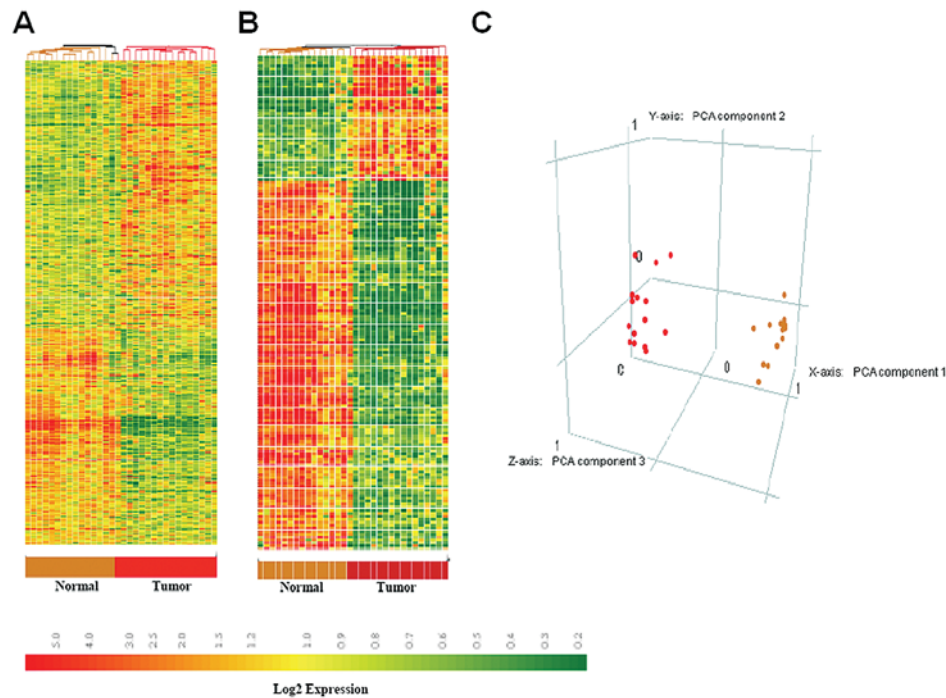 A
B
C
1
Y-axis: PCA component 2
0
C
0
X-axis: PCA component 1
1
1
Z-axis: PCA component 3
Normal
Tumor
Normal
Tumor
5.0 4.0 3.0 2.5 2.0 1.5 1.2 1.0 0.9 0.8 0.7 0.6 0.5 0.4 0.3 0.2
Log2 Expression